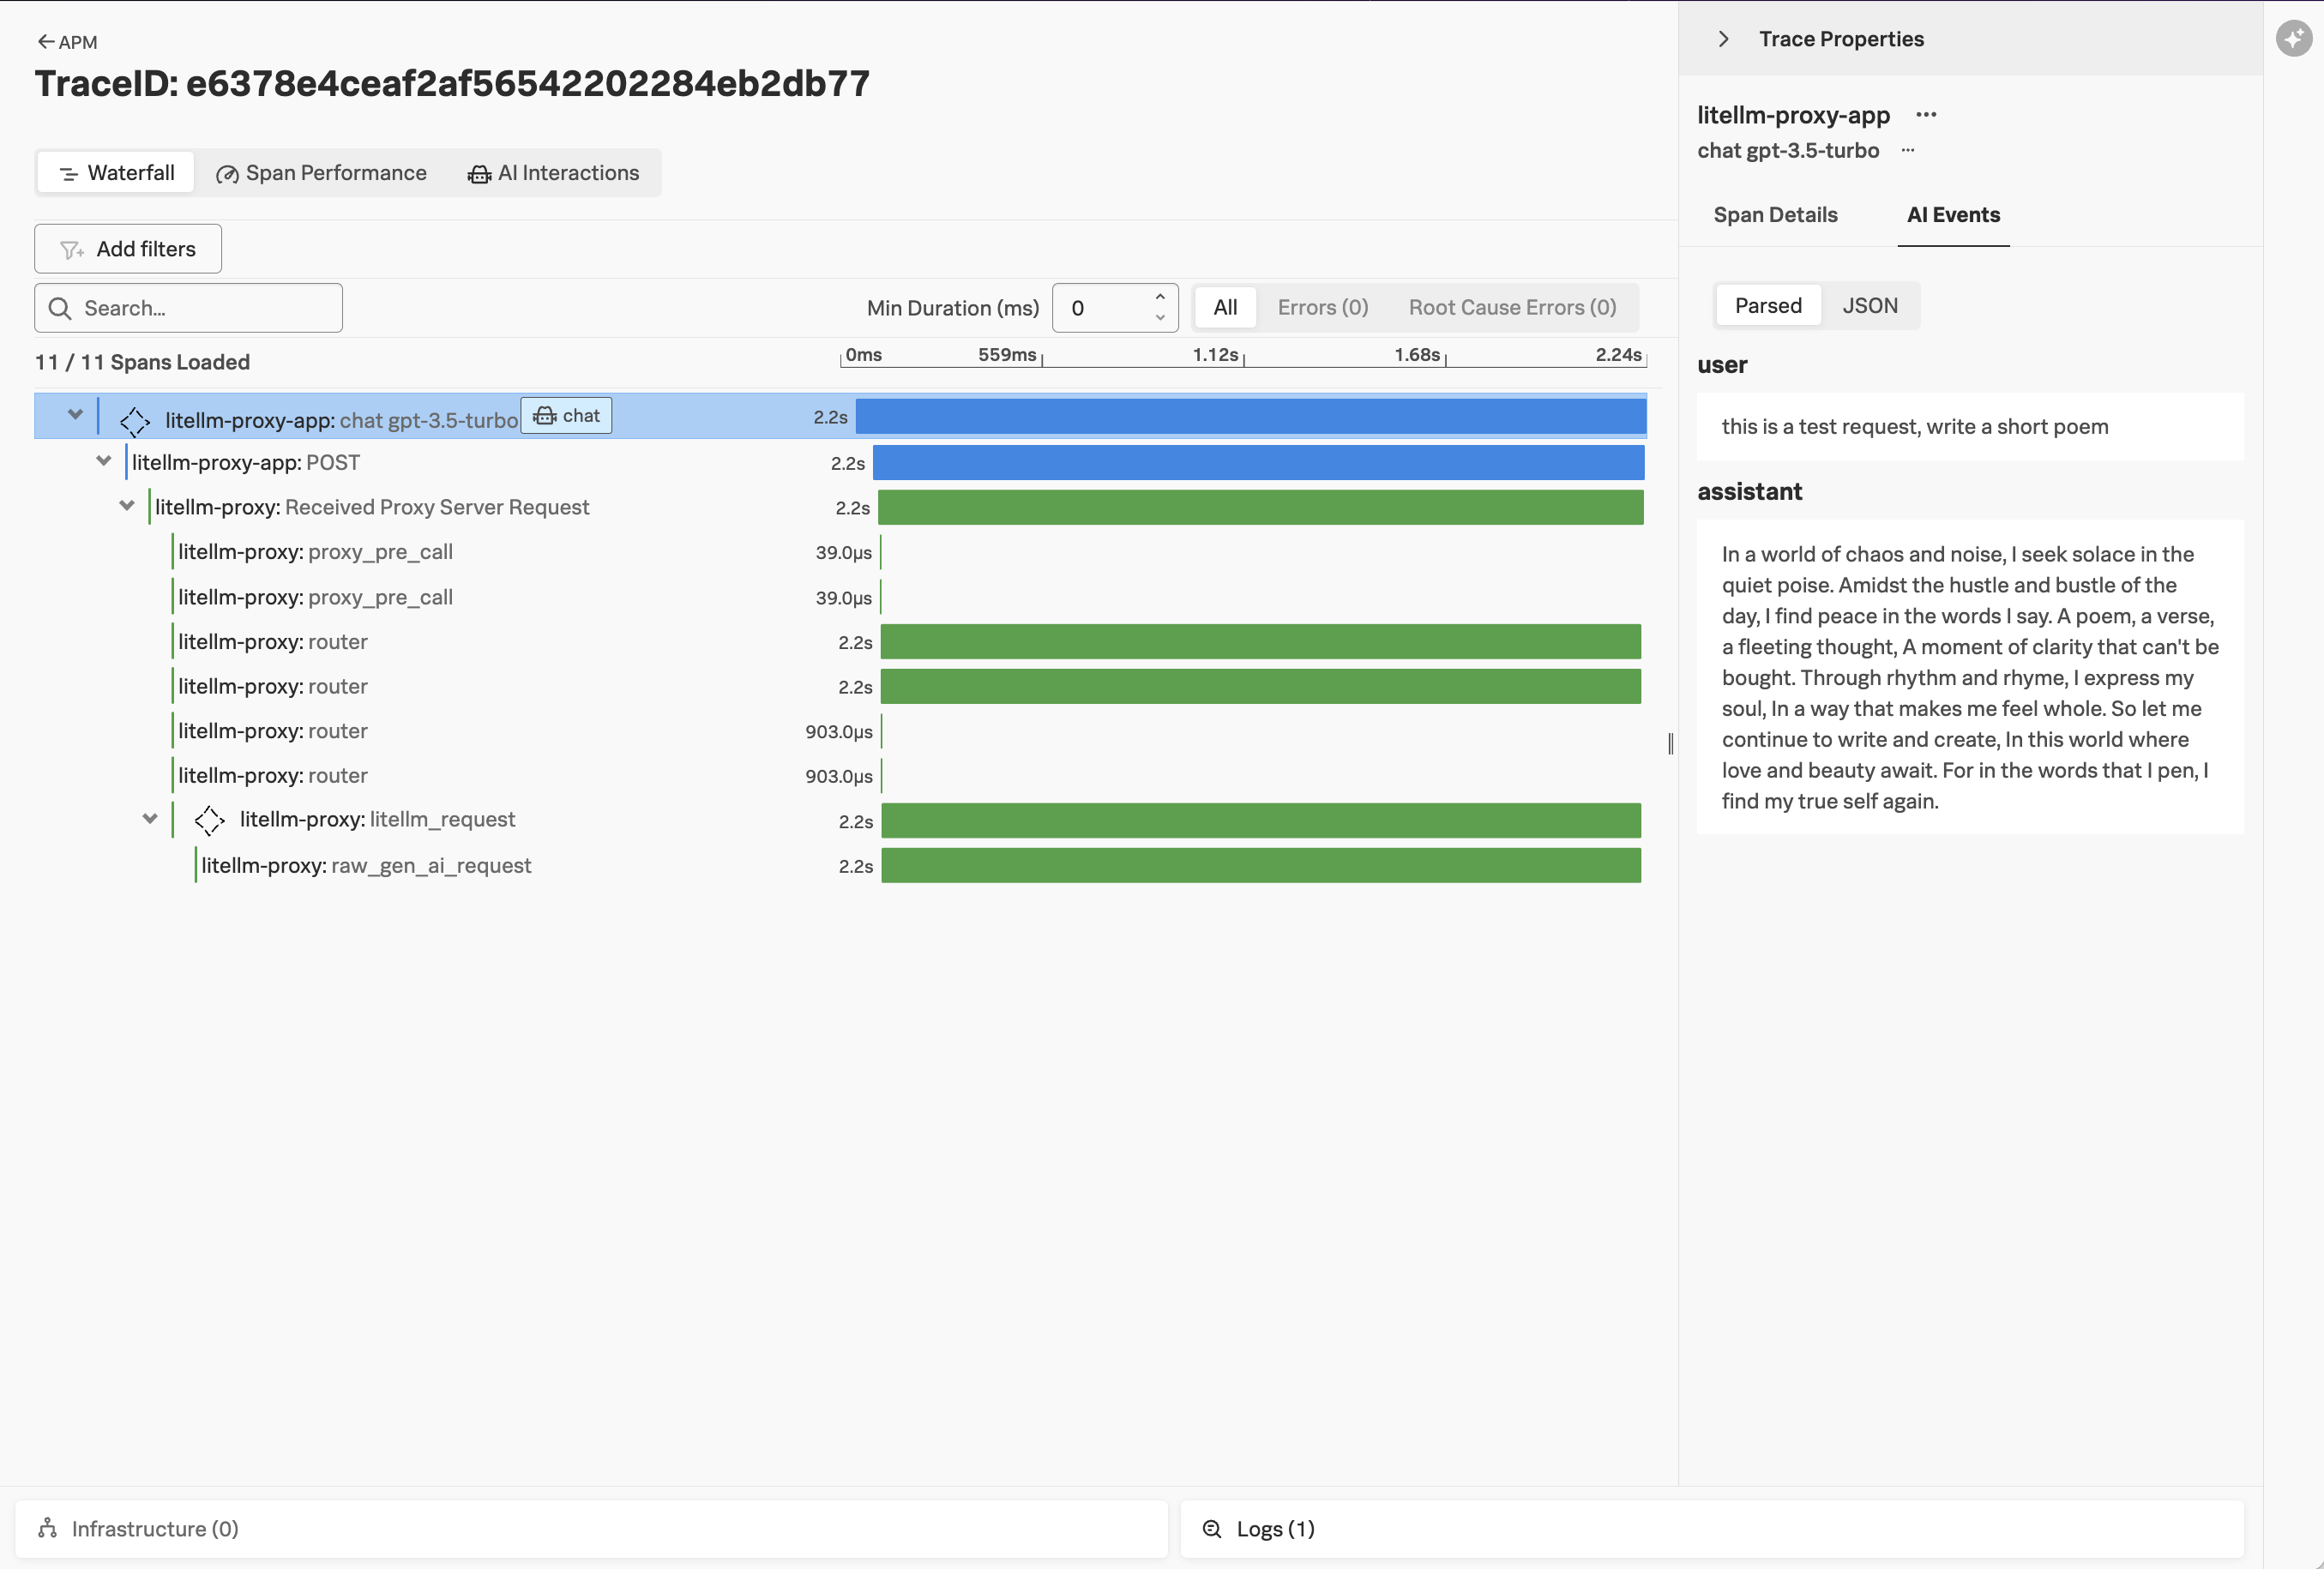 APM
TraceID: e6378e4ceaf2af56542202284eb2db77
Waterfall
Span Performance
AI Interactions
Add filters
Search...
Min Duration (ms)
0
All
Errors (0)
Root Cause Errors (0)
11 / 11 Spans Loaded
0ms
559ms
1.12s
1.68s
2.24s
litellm-proxy-app: chat gpt-3.5-turbo
chat
2.2s
litellm-proxy-app: POST
2.2s
litellm-proxy: Received Proxy Server Request
2.2s
litellm-proxy: proxy_pre_call
39.0µs
litellm-proxy: proxy_pre_call
39.0µs
litellm-proxy: router
2.2s
litellm-proxy: router
2.2s
litellm-proxy: router
903.0µs
litellm-proxy: router
903.0µs
litellm-proxy: litellm_request
2.2s
litellm-proxy: raw_gen_ai_request
2.2s
Trace Properties
litellm-proxy-app ...
chat gpt-3.5-turbo ...
Span Details
AI Events
Parsed
JSON
user
this is a test request, write a short poem
assistant
In a world of chaos and noise, I seek solace in the
quiet poise. Amidst the hustle and bustle of the
day, I find peace in the words I say. A poem, a verse,
a fleeting thought, A moment of clarity that can't be
bought. Through rhythm and rhyme, I express my
soul, In a way that makes me feel whole. So let me
continue to write and create, In this world where
love and beauty await. For in the words that I pen, I
find my true self again.
Infrastructure (0)
Logs (1)